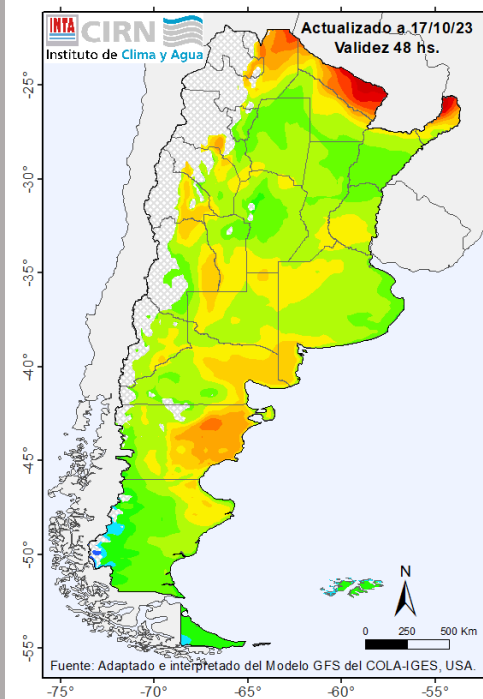 INTA CIRN
Instituto de Clima y Agua
Actualizado a 17/10/23
Validez 48 hs.
-25°
-30°
-35°
-40°
-45°
-50°
-55°
N
0 250 500 Km
Fuente: Adaptado e interpretado del Modelo GFS del COLA-IGES, USA.
-75° -70° -65° -60° -55°